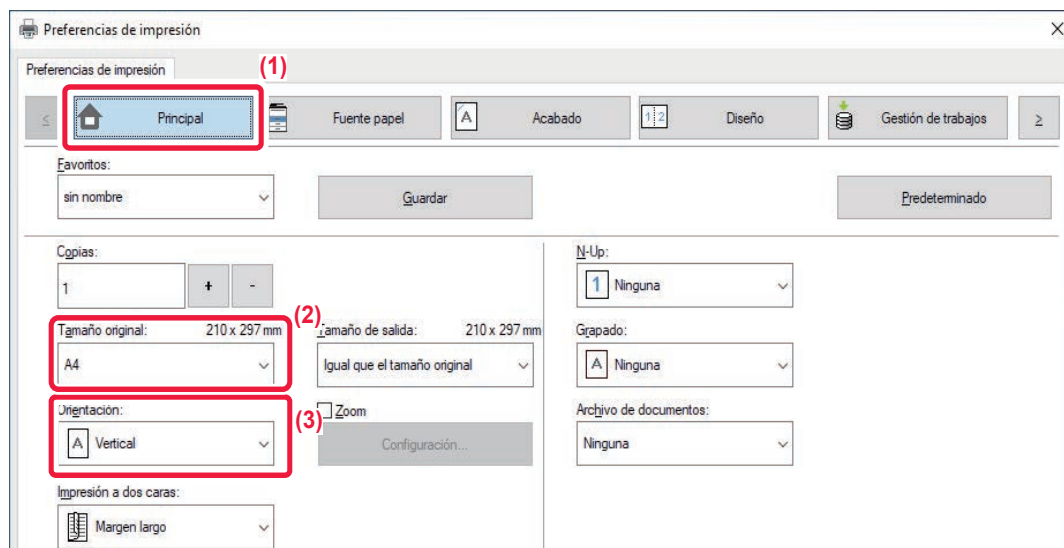 Preferencias de impresión
Preferencias de impresión
(1)
<
Principal
Fuente papel
A
Acabado
1 2
Diseño
Gestión de trabajos
>
Favoritos:
sin nombre
Guardar
Predeterminado
Copias:
1
+
-
N-Up:
1 Ninguna
(2)
Tamaño original: 210 x 297 mm
A4
Tamaño de salida: 210 x 297 mm
Igual que el tamaño original
Grapado:
A Ninguna
(3)
Orientación:
A Vertical
Zoom
Configuración...
Archivo de documentos:
Ninguna
Impresión a dos caras:
Margen largo